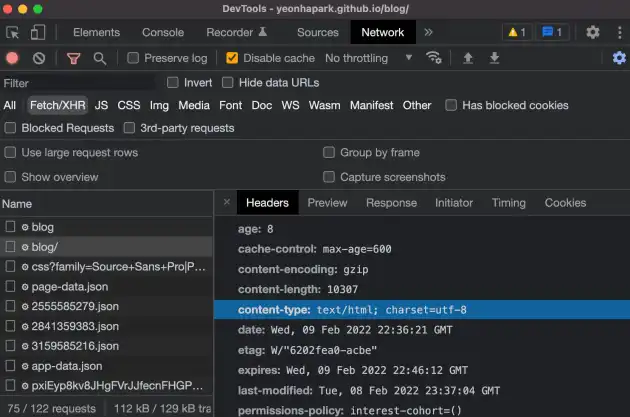 DevTools - yeonhapark.github.io/blog/
Elements Console Recorder Sources Network » 1 1
Preserve log Disable cache No throttling
Filter Invert Hide data URLs
All Fetch/XHR JS CSS Img Media Font Doc WS Wasm Manifest Other Has blocked cookies
Blocked Requests 3rd-party requests
Use large request rows Group by frame
Show overview Capture screenshots
Name × Headers Preview Response Initiator Timing Cookies
blog
blog/
css?family=Source+Sans+Pro|P...
page-data.json
2555585279.json
2841359383.json
3159585216.json
app-data.json
pxiEyp8kv8JHgFVrJJfecnFHGP...
75 / 122 requests 112 kB / 129 kB tra
age: 8
cache-control: max-age=600
content-encoding: gzip
content-length: 10307
content-type: text/html; charset=utf-8
date: Wed, 09 Feb 2022 22:36:21 GMT
etag: W/"6202fea0-acbe"
expires: Wed, 09 Feb 2022 22:46:12 GMT
last-modified: Tue, 08 Feb 2022 23:37:04 GMT
permissions-policy: interest-cohort=()